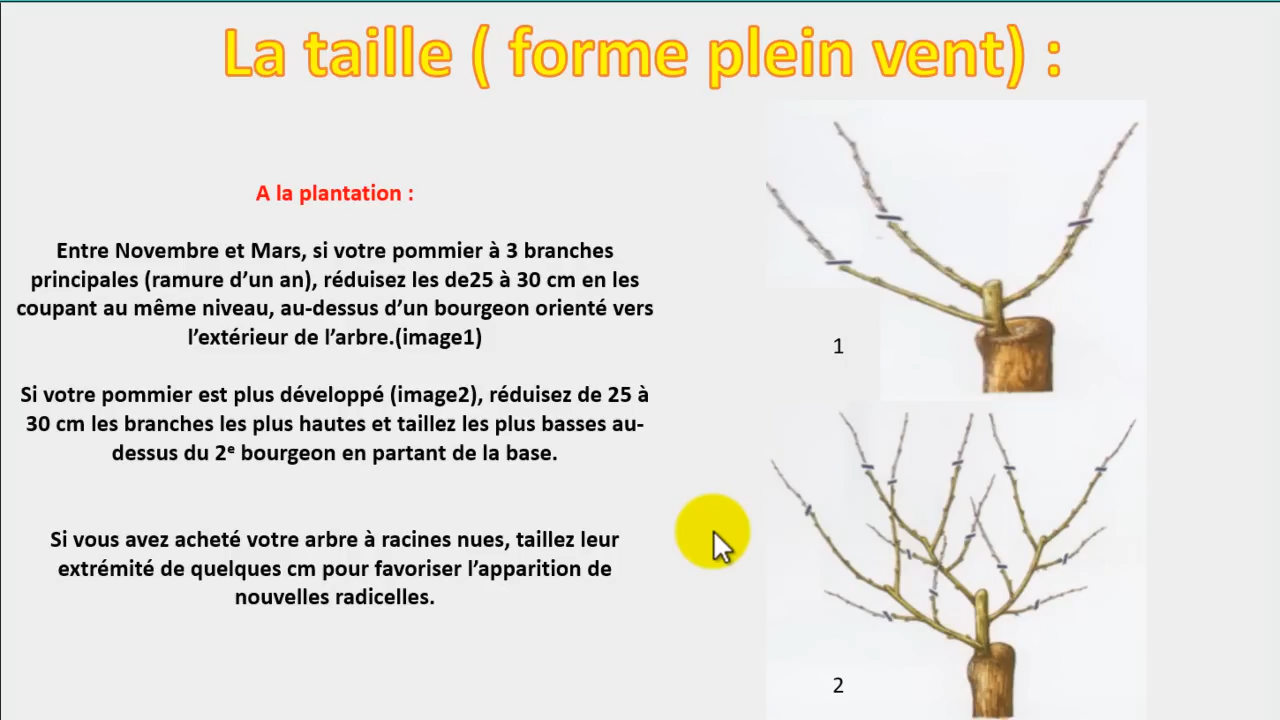 La taille ( forme plein vent) :
A la plantation :
Entre Novembre et Mars, si votre pommier à 3 branches
principales (ramure d’un an), réduisez les de25 à 30 cm en les
coupant au même niveau, au-dessus d’un bourgeon orienté vers
l’extérieur de l’arbre.(image1)
Si votre pommier est plus développé (image2), réduisez de 25 à
30 cm les branches les plus hautes et taillez les plus basses au-
dessus du 2ᵉ bourgeon en partant de la base.
Si vous avez acheté votre arbre à racines nues, taillez leur
extrémité de quelques cm pour favoriser l’apparition de
nouvelles radicelles.
1
2